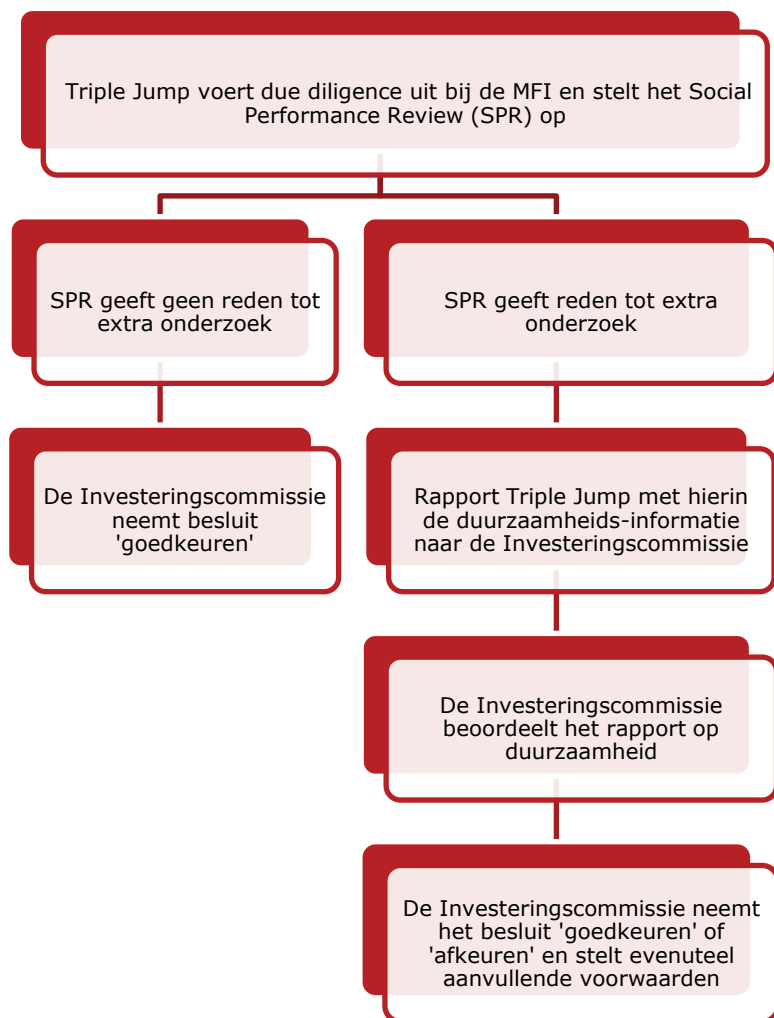 Triple Jump voert due diligence uit bij de MFI en stelt het Social
Performance Review (SPR) op
SPR geeft geen reden tot
extra onderzoek
SPR geeft reden tot extra
onderzoek
De Investeringscommissie
neemt besluit
'goedkeuren'
Rapport Triple Jump met hierin
de duurzaamheids-informatie
naar de Investeringscommissie
De Investeringscommissie
beoordeelt het rapport op
duurzaamheid
De Investeringscommissie neemt
het besluit 'goedkeuren' of
'afkeuren' en stelt evenuteel
aanvullende voorwaarden